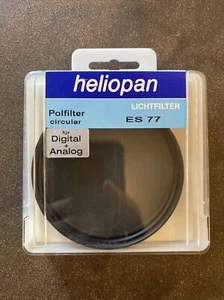 heliopan
LICHTFILTER
Polfilter
circular
ES 77
für
Digital
+
Analog